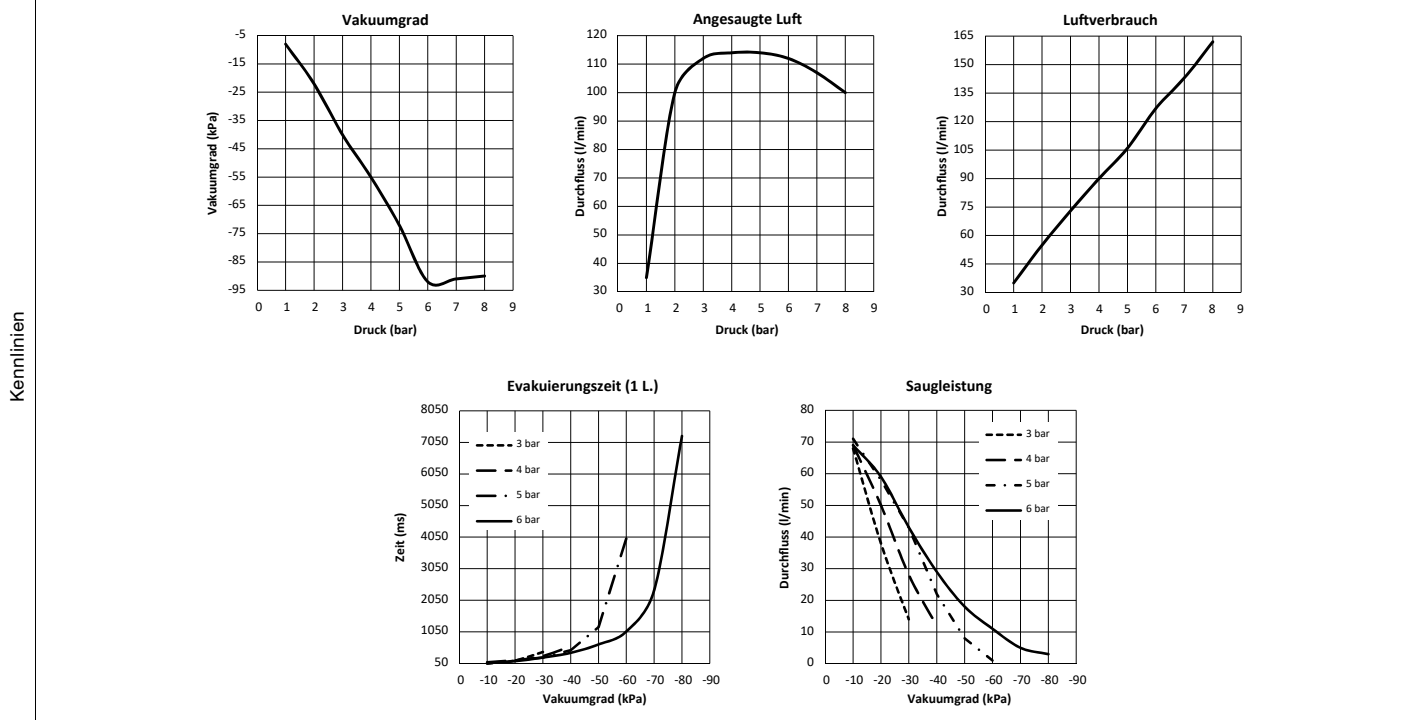 Kennlinien
Vakuumgrad
Vakuumgrad (kPa)
-5
-15
-25
-35
-45
-55
-65
-75
-85
-95
0 1 2 3 4 5 6 7 8 9
Druck (bar)
Angesaugte Luft
Durchfluss (l/min)
120
110
100
90
80
70
60
50
40
30
0 1 2 3 4 5 6 7 8 9
Druck (bar)
Luftverbrauch
Durchfluss (l/min)
165
150
135
120
105
90
75
60
45
30
0 1 2 3 4 5 6 7 8 9
Druck (bar)
Evakuierungszeit (1 L.)
Zeit (ms)
8050
7050
6050
5050
4050
3050
2050
1050
50
3 bar
4 bar
5 bar
6 bar
0 -10 -20 -30 -40 -50 -60 -70 -80 -90
Vakuumgrad (kPa)
Saugleistung
Durchfluss (l/min)
80
70
60
50
40
30
20
10
0
3 bar
4 bar
5 bar
6 bar
0 -10 -20 -30 -40 -50 -60 -70 -80 -90
Vakuumgrad (kPa)